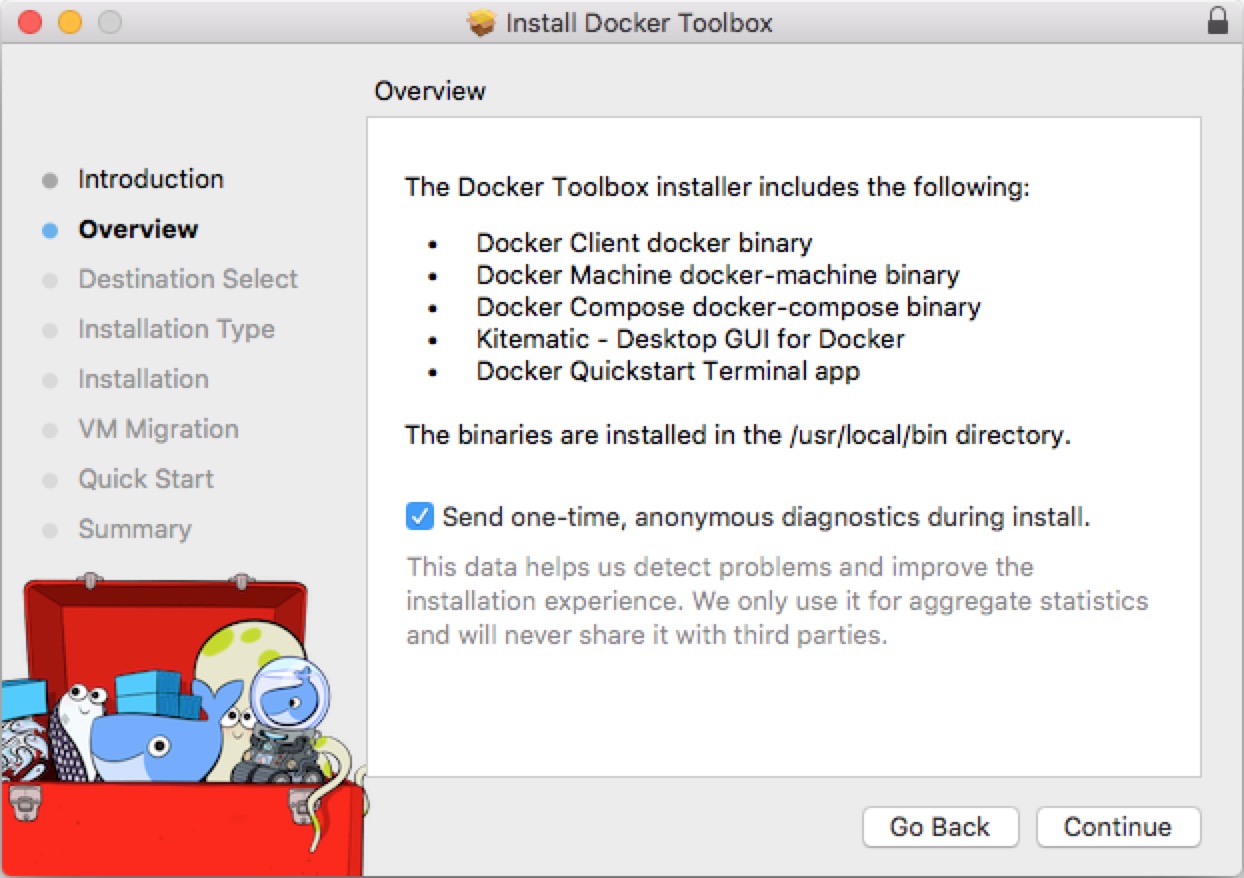 Install Docker Toolbox
Overview
Introduction
Overview
Destination Select
Installation Type
Installation
VM Migration
Quick Start
Summary
The Docker Toolbox installer includes the following:
• Docker Client docker binary
• Docker Machine docker-machine binary
• Docker Compose docker-compose binary
• Kitematic - Desktop GUI for Docker
• Docker Quickstart Terminal app
The binaries are installed in the /usr/local/bin directory.
Send one-time, anonymous diagnostics during install.
This data helps us detect problems and improve the
installation experience. We only use it for aggregate statistics
and will never share it with third parties.
Go Back
Continue